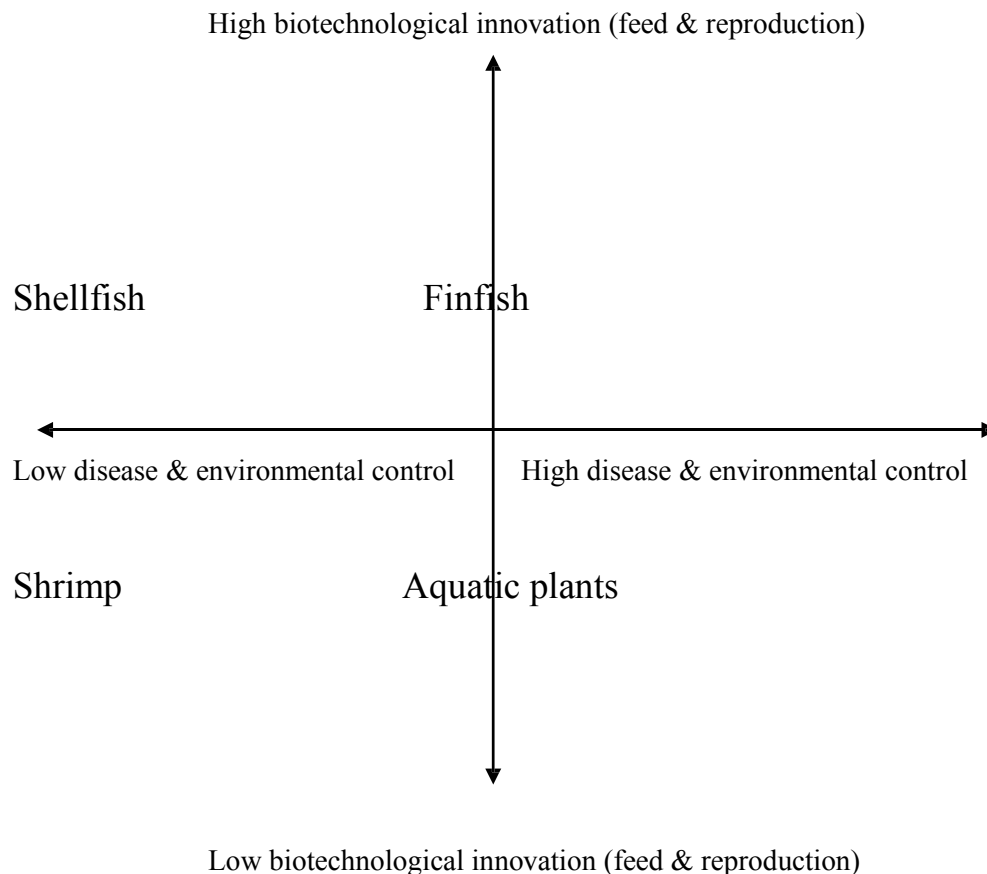 High biotechnological innovation (feed & reproduction)
Shellfish
Finfish
Low disease & environmental control
High disease & environmental control
Shrimp
Aquatic plants
Low biotechnological innovation (feed & reproduction)